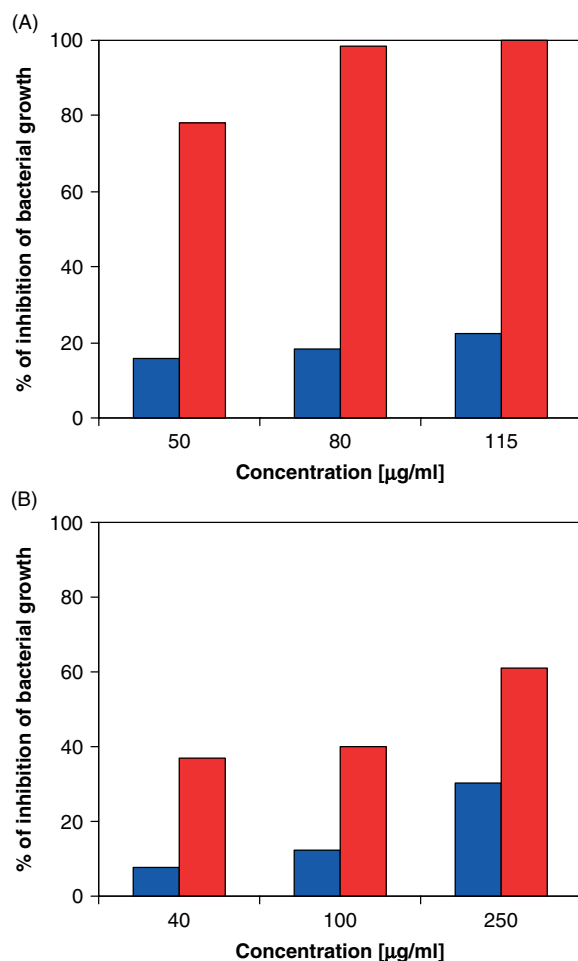 (A)
% of inhibition of bacterial growth
100
80
60
40
20
0
50 80 115
Concentration [μg/ml]
(B)
% of inhibition of bacterial growth
100
80
60
40
20
0
40 100 250
Concentration [μg/ml]